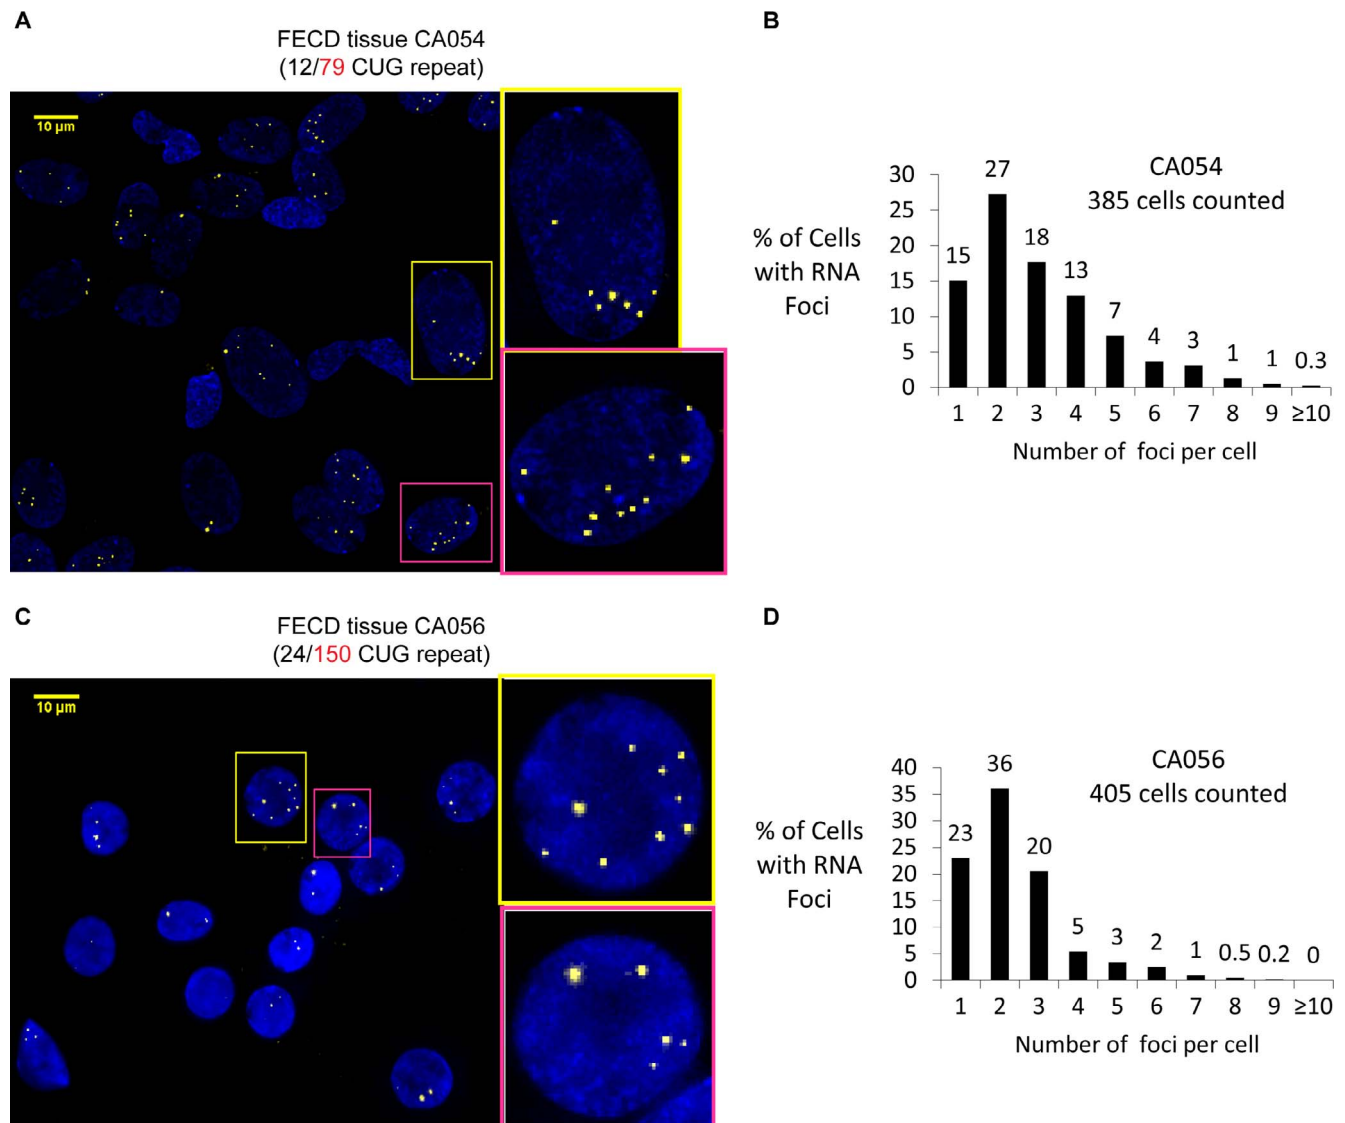 A
FECD tissue CA054
(12/79 CUG repeat)
10 µm
B
CA054
385 cells counted
% of Cells
with RNA
Foci
30
25
20
15
10
5
0
15
27
18
13
7
4
3
1
1
0.3
1 2 3 4 5 6 7 8 9 ≥10
Number of foci per cell
C
FECD tissue CA056
(24/150 CUG repeat)
10 µm
D
CA056
405 cells counted
% of Cells
with RNA
Foci
40
35
30
25
20
15
10
5
0
23
36
20
5
3
2
1
0.5
0.2
0
1 2 3 4 5 6 7 8 9 ≥10
Number of foci per cell